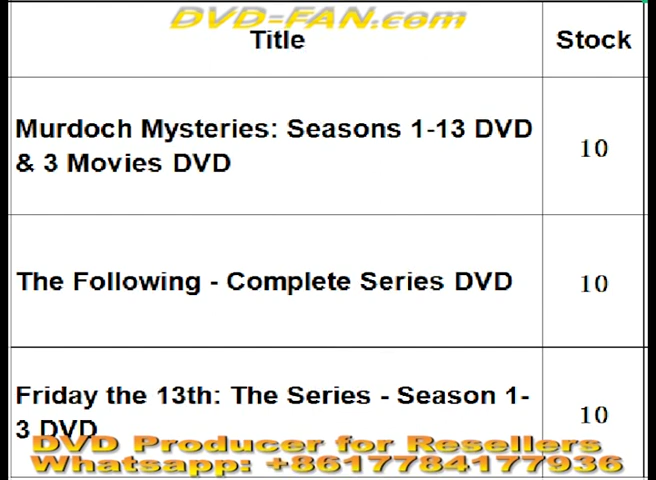 DVD-FAN.com
Title Stock
Murdoch Mysteries: Seasons 1-13 DVD
& 3 Movies DVD
10
The Following - Complete Series DVD
10
Friday the 13th: The Series - Season 1-
3 DVD
10
DVD Producer for Resellers
Whatsapp: +8617784177936